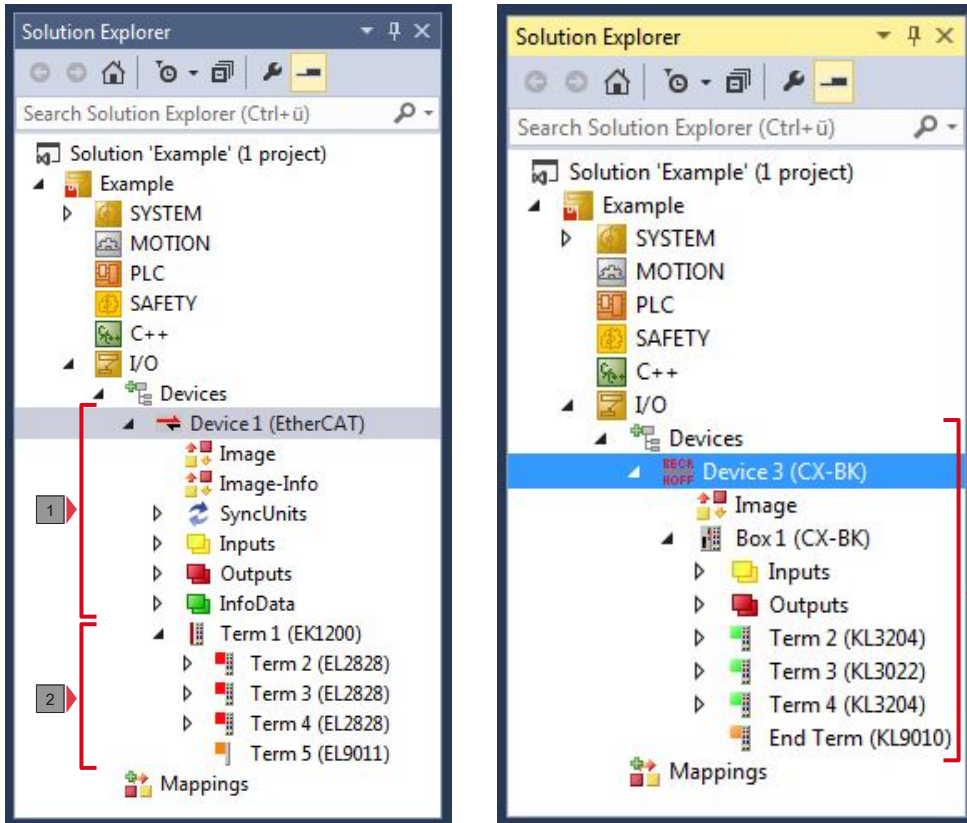 Solution Explorer
Search Solution Explorer (Ctrl+ü)
Solution 'Example' (1 project)
Example
SYSTEM
MOTION
PLC
SAFETY
C++
I/O
Devices
Device 1 (EtherCAT)
Image
Image-Info
1
SyncUnits
Inputs
Outputs
InfoData
Term 1 (EK1200)
Term 2 (EL2828)
Term 3 (EL2828)
2
Term 4 (EL2828)
Term 5 (EL9011)
Mappings
Solution Explorer
Search Solution Explorer (Ctrl+ü)
Solution 'Example' (1 project)
Example
SYSTEM
MOTION
PLC
SAFETY
C++
I/O
Devices
BECK
HOFF
Device 3 (CX-BK)
Image
Box 1 (CX-BK)
Inputs
Outputs
Term 2 (KL3204)
Term 3 (KL3022)
Term 4 (KL3204)
End Term (KL9010)
Mappings